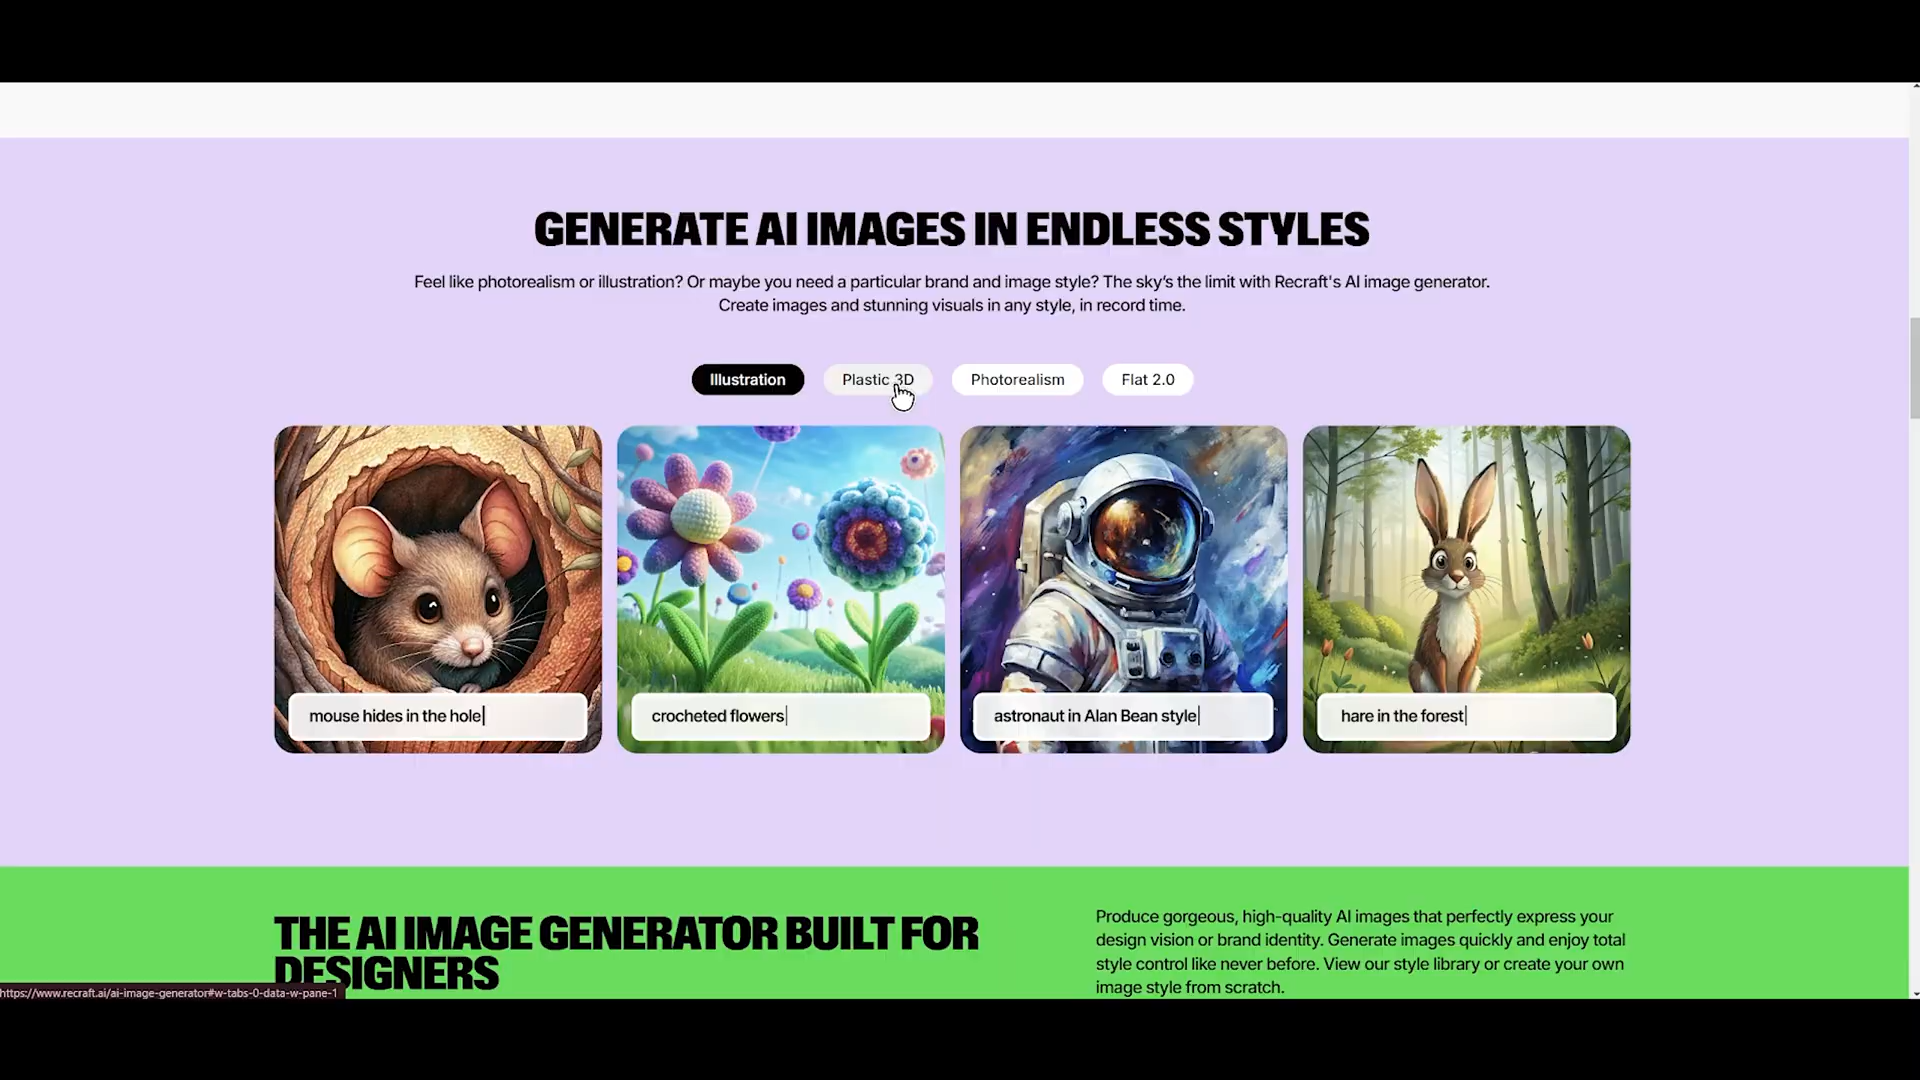 GENERATE AI IMAGES IN ENDLESS STYLES
Feel like photorealism or illustration? Or maybe you need a particular brand and image style? The sky’s the limit with Recraft's AI image generator.
Create images and stunning visuals in any style, in record time.
Illustration
Plastic 3D
Photorealism
Flat 2.0
mouse hides in the hole
crocheted flowers
astronaut in Alan Bean style
hare in the forest
THE AI IMAGE GENERATOR BUILT FOR
DESIGNERS
Produce gorgeous, high-quality AI images that perfectly express your
design vision or brand identity. Generate images quickly and enjoy total
style control like never before. View our style library or create your own
image style from scratch.
https://www.recraft.ai/ai-image-generator#w-tabs-0-data-w-pane-1